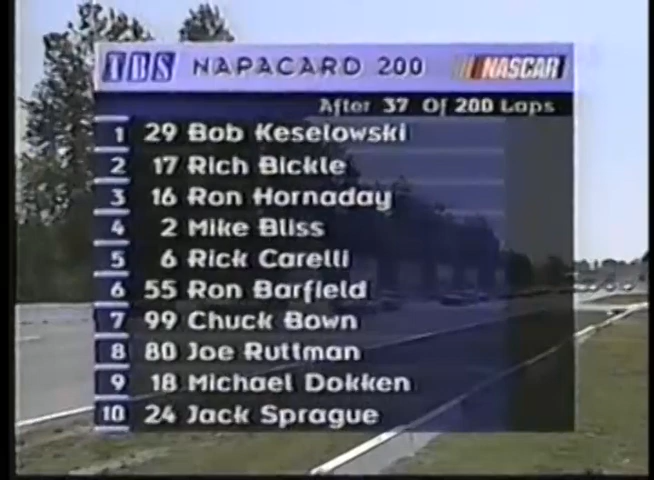 TBS NAPACARD 200 NASCAR
After 37 Of 200 Laps
1 29 Bob Keselowski
2 17 Rich Bickle
3 16 Ron Hornaday
4 2 Mike Bliss
5 6 Rick Carelli
6 55 Ron Barfield
7 99 Chuck Bown
8 80 Joe Ruttman
9 18 Michael Dokken
10 24 Jack Sprague